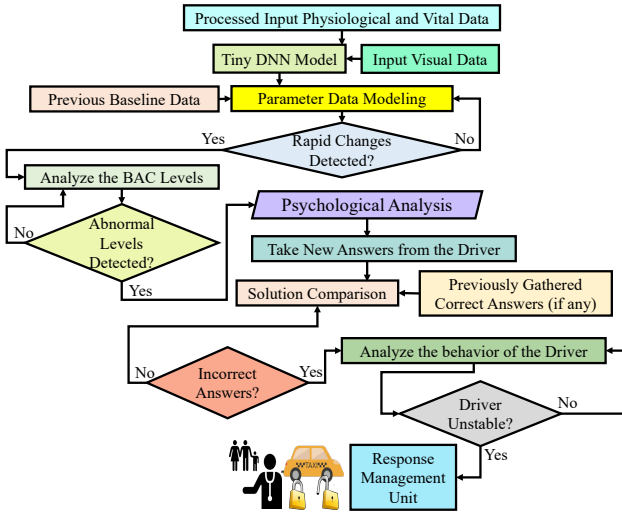 Processed Input Physiological and Vital Data
Tiny DNN Model
Input Visual Data
Previous Baseline Data
Parameter Data Modeling
Yes
Rapid Changes
Detected?
No
Analyze the BAC Levels
No
Abnormal
Levels
Detected?
Yes
Psychological Analysis
Take New Answers from the Driver
Solution Comparison
Previously Gathered
Correct Answers (if any)
No
Incorrect
Answers?
Yes
Analyze the behavior of the Driver
Driver
Unstable?
No
Yes
TAXI
Response
Management
Unit